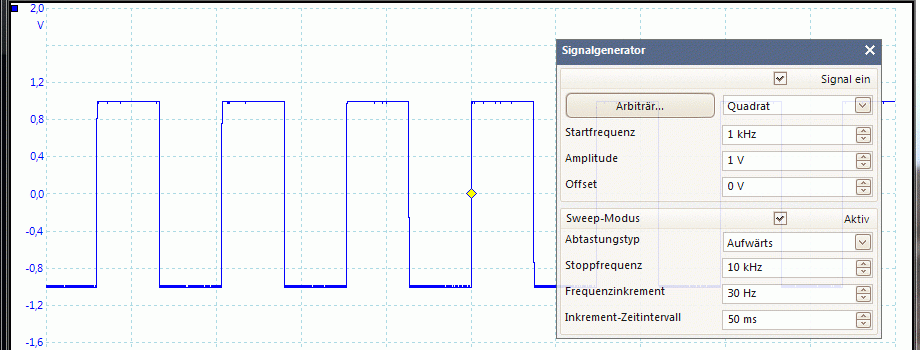 2,0
V
1,2
0,8
0,4
0,0
-0,4
-0,8
-1,2
-1,6
Signalgenerator
Signal ein
Arbiträr... Quadrat
Startfrequenz 1 kHz
Amplitude 1 V
Offset 0 V
Sweep-Modus Aktiv
Abtastungstyp Aufwärts
Stoppfrequenz 10 kHz
Frequenzinkrement 30 Hz
Inkrement-Zeitintervall 50 ms